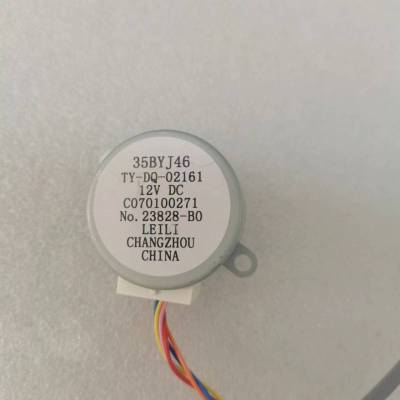 35BYJ46
TY-DQ-02161
12V DC
C070100271
No. 23828-B0
LEILI
CHANGZHOU
CHINA